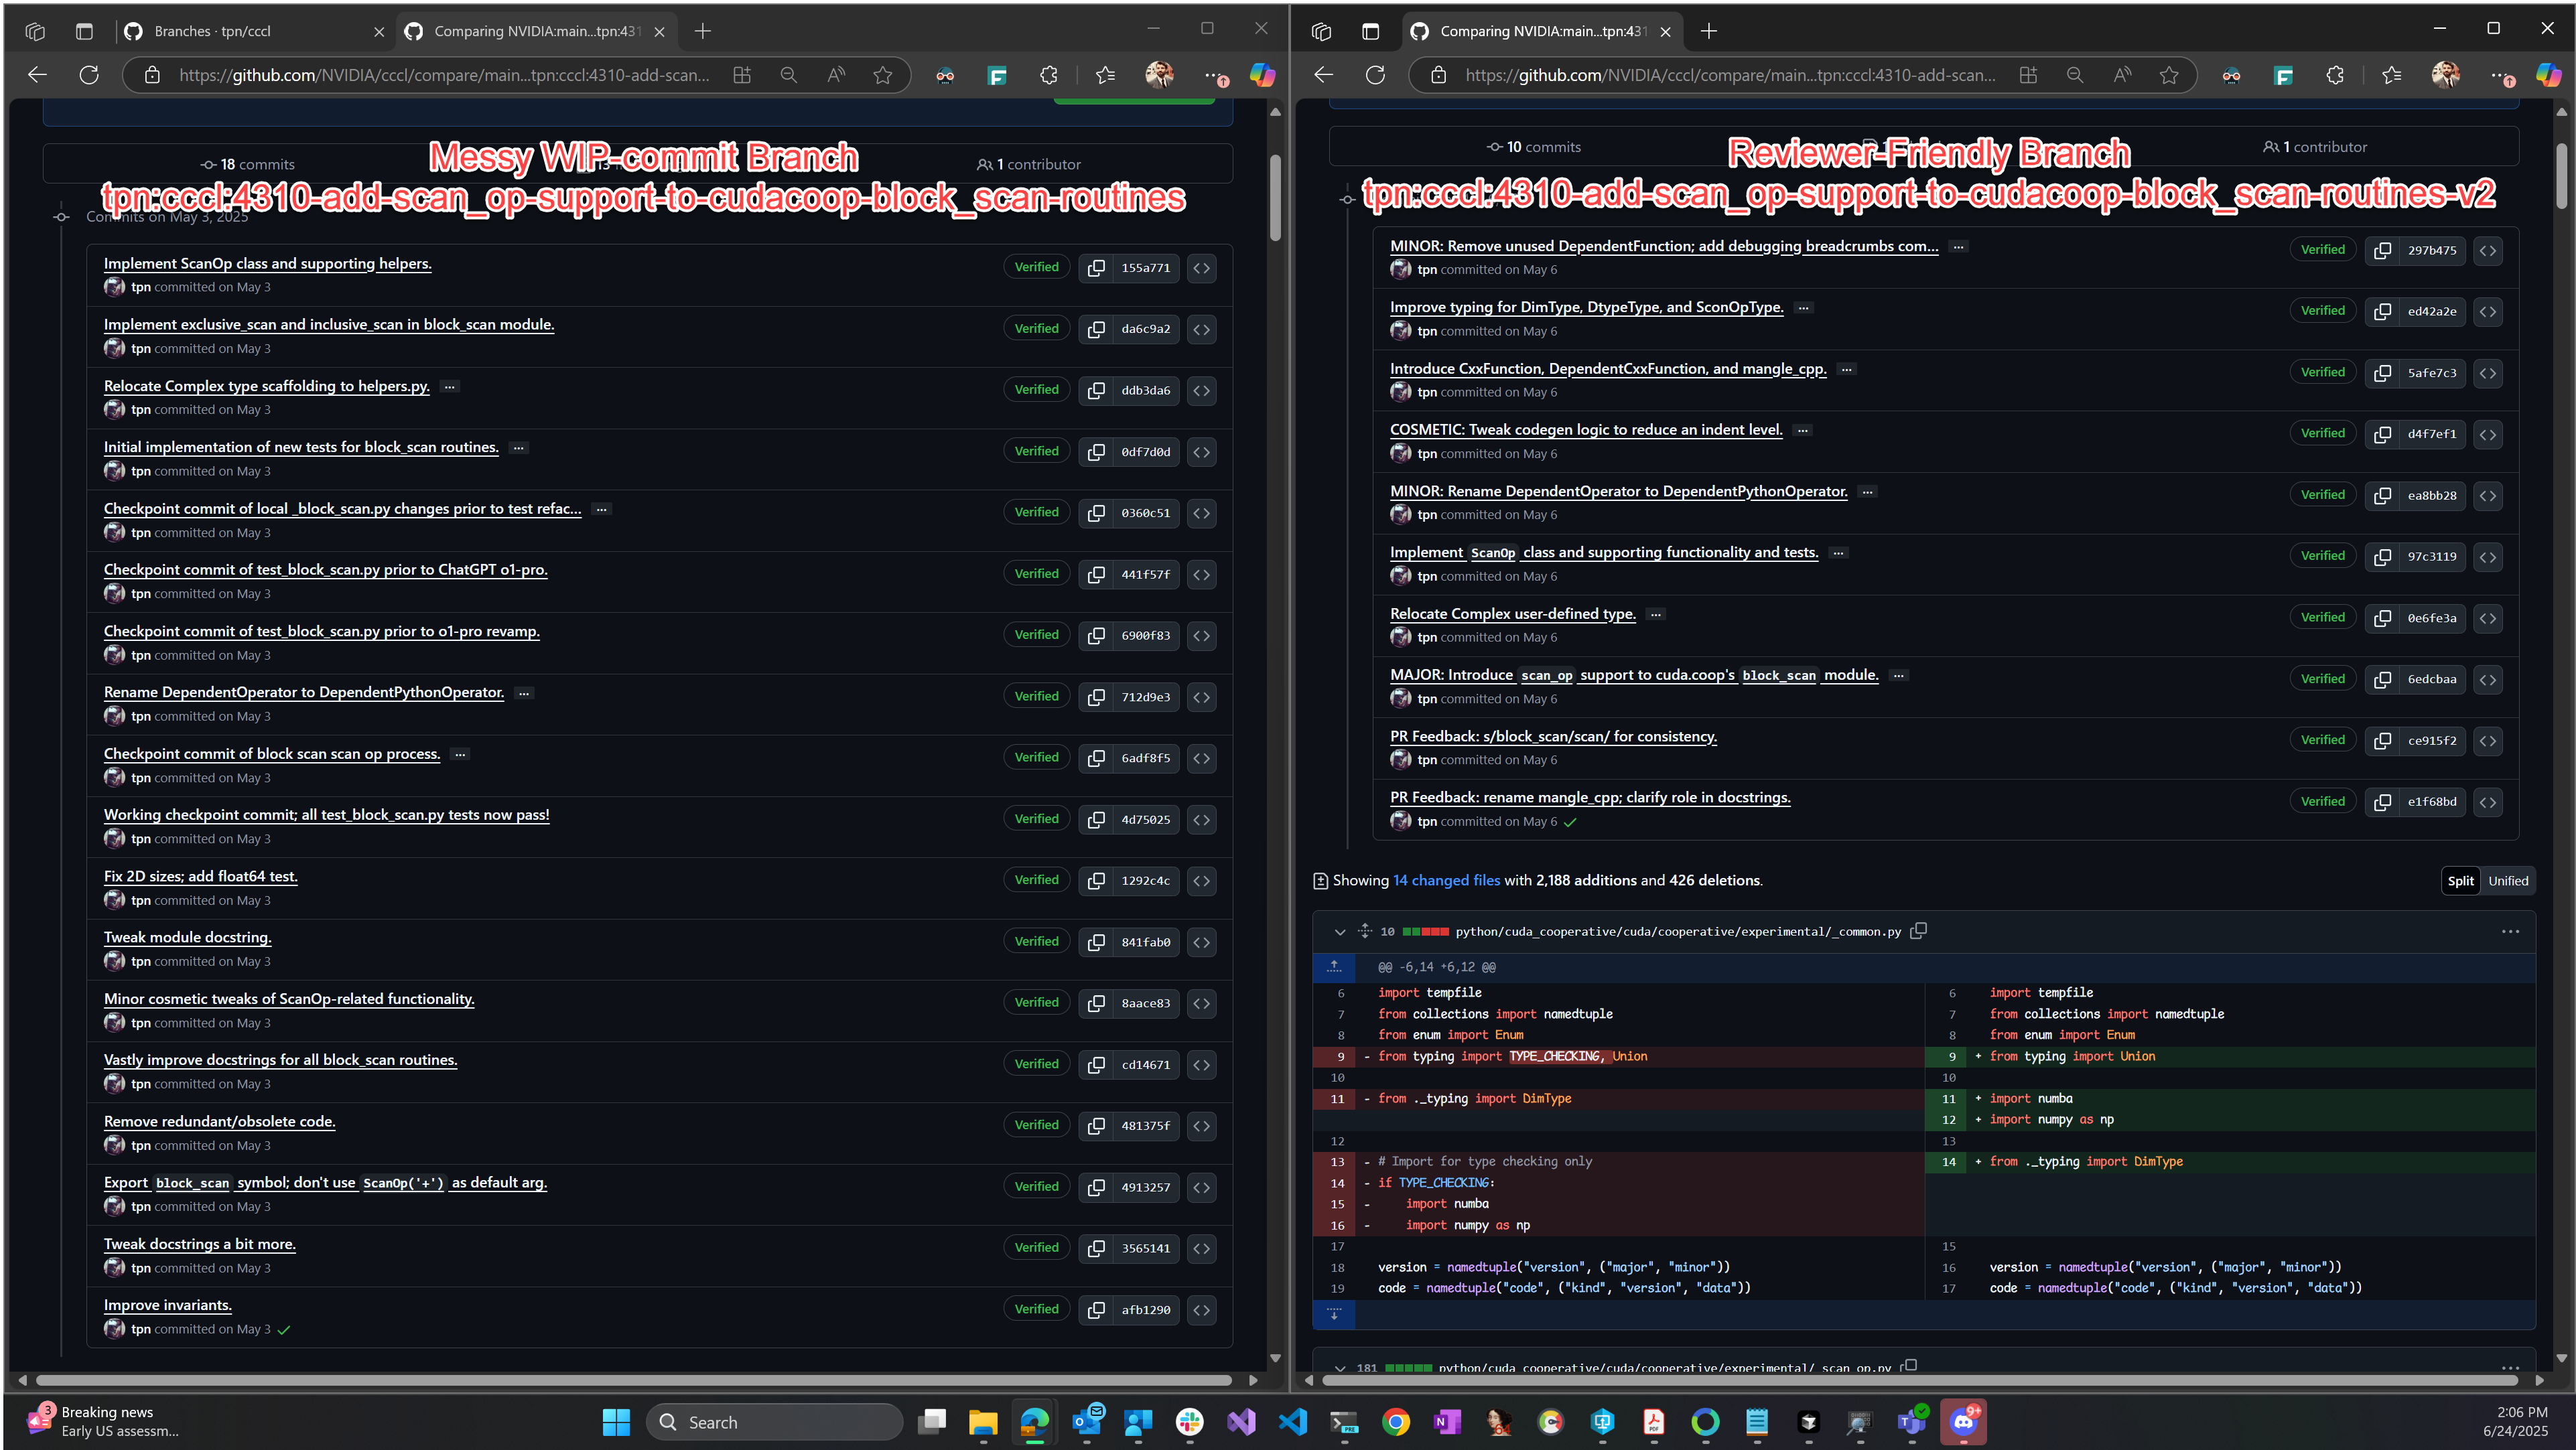 Branches · tpn/cccl
Comparing NVIDIA:main...tpn:431
https://github.com/NVIDIA/cccl/compare/main...tpn:cccl:4310-add-scan...
18 commits
1 contributor
Messy WIP-commit Branch
tpn:cccl:4310-add-scan_op-support-to-cudacoop-block_scan-routines
Commits on May 3, 2025
Implement ScanOp class and supporting helpers.
Verified
155a771
tpn committed on May 3
Implement exclusive_scan and inclusive_scan in block_scan module.
Verified
da6c9a2
tpn committed on May 3
Relocate Complex type scaffolding to helpers.py. ...
Verified
ddb3da6
tpn committed on May 3
Initial implementation of new tests for block_scan routines. ...
Verified
0df7d0d
tpn committed on May 3
Checkpoint commit of local _block_scan.py changes prior to test refac... ...
Verified
0360c51
tpn committed on May 3
Checkpoint commit of test_block_scan.py prior to ChatGPT o1-pro.
Verified
441f57f
tpn committed on May 3
Checkpoint commit of test_block_scan.py prior to o1-pro revamp.
Verified
6900f83
tpn committed on May 3
Rename DependentOperator to DependentPythonOperator. ...
Verified
712d9e3
tpn committed on May 3
Checkpoint commit of block scan scan op process. ...
Verified
6adf8f5
tpn committed on May 3
Working checkpoint commit; all test_block_scan.py tests now pass!
Verified
4d75025
tpn committed on May 3
Fix 2D sizes; add float64 test.
Verified
1292c4c
tpn committed on May 3
Tweak module docstring.
Verified
841fab0
tpn committed on May 3
Minor cosmetic tweaks of ScanOp-related functionality.
Verified
8aace83
tpn committed on May 3
Vastly improve docstrings for all block_scan routines.
Verified
cd14671
tpn committed on May 3
Remove redundant/obsolete code.
Verified
481375f
tpn committed on May 3
Export block_scan symbol; don't use ScanOp('+') as default arg.
Verified
4913257
tpn committed on May 3
Tweak docstrings a bit more.
Verified
3565141
tpn committed on May 3
Improve invariants.
Verified
afb1290
tpn committed on May 3
Comparing NVIDIA:main...tpn:431
https://github.com/NVIDIA/cccl/compare/main...tpn:cccl:4310-add-scan...
10 commits
1 contributor
Reviewer-Friendly Branch
tpn:cccl:4310-add-scan_op-support-to-cudacoop-block_scan-routines-v2
MINOR: Remove unused DependentFunction; add debugging breadcrumbs com... ...
Verified
297b475
tpn committed on May 6
Improve typing for DimType, DtypeType, and SconOpType. ...
Verified
ed42a2e
tpn committed on May 6
Introduce CxxFunction, DependentCxxFunction, and mangle_cpp. ...
Verified
5afe7c3
tpn committed on May 6
COSMETIC: Tweak codegen logic to reduce an indent level. ...
Verified
d4f7ef1
tpn committed on May 6
MINOR: Rename DependentOperator to DependentPythonOperator. ...
Verified
ea8bb28
tpn committed on May 6
Implement ScanOp class and supporting functionality and tests. ...
Verified
97c3119
tpn committed on May 6
Relocate Complex user-defined type. ...
Verified
0e6fe3a
tpn committed on May 6
MAJOR: Introduce scan_op support to cuda.coop's block_scan module. ...
Verified
6edcbaa
tpn committed on May 6
PR Feedback: s/block_scan/scan/ for consistency.
Verified
ce915f2
tpn committed on May 6
PR Feedback: rename mangle_cpp; clarify role in docstrings.
Verified
e1f68bd
tpn committed on May 6
Showing 14 changed files with 2,188 additions and 426 deletions.
Split Unified
10 python/cuda_cooperative/cuda/cooperative/experimental/_common.py
@@ -6,14 +6,12 @@
6 import tempfile 6 import tempfile
7 from collections import namedtuple 7 from collections import namedtuple
8 from enum import Enum 8 from enum import Enum
9 - from typing import TYPE_CHECKING, Union 9 + from typing import Union
10 10
11 - from ._typing import DimType 11 + import numba
12 + import numpy as np
12 13
13 - # Import for type checking only 14 + from ._typing import DimType
14 - if TYPE_CHECKING:
15 - import numba
16 - import numpy as np
17 15
18 version = namedtuple("version", ("major", "minor")) 16 version = namedtuple("version", ("major", "minor"))
19 code = namedtuple("code", ("kind", "version", "data")) 17 code = namedtuple("code", ("kind", "version", "data"))
181 python/cuda_cooperative/cuda/cooperative/experimental/_scan_op.py
3
Breaking news
Early US assessm...
Search
PRE
PDF
9+
2:06 PM
6/24/2025